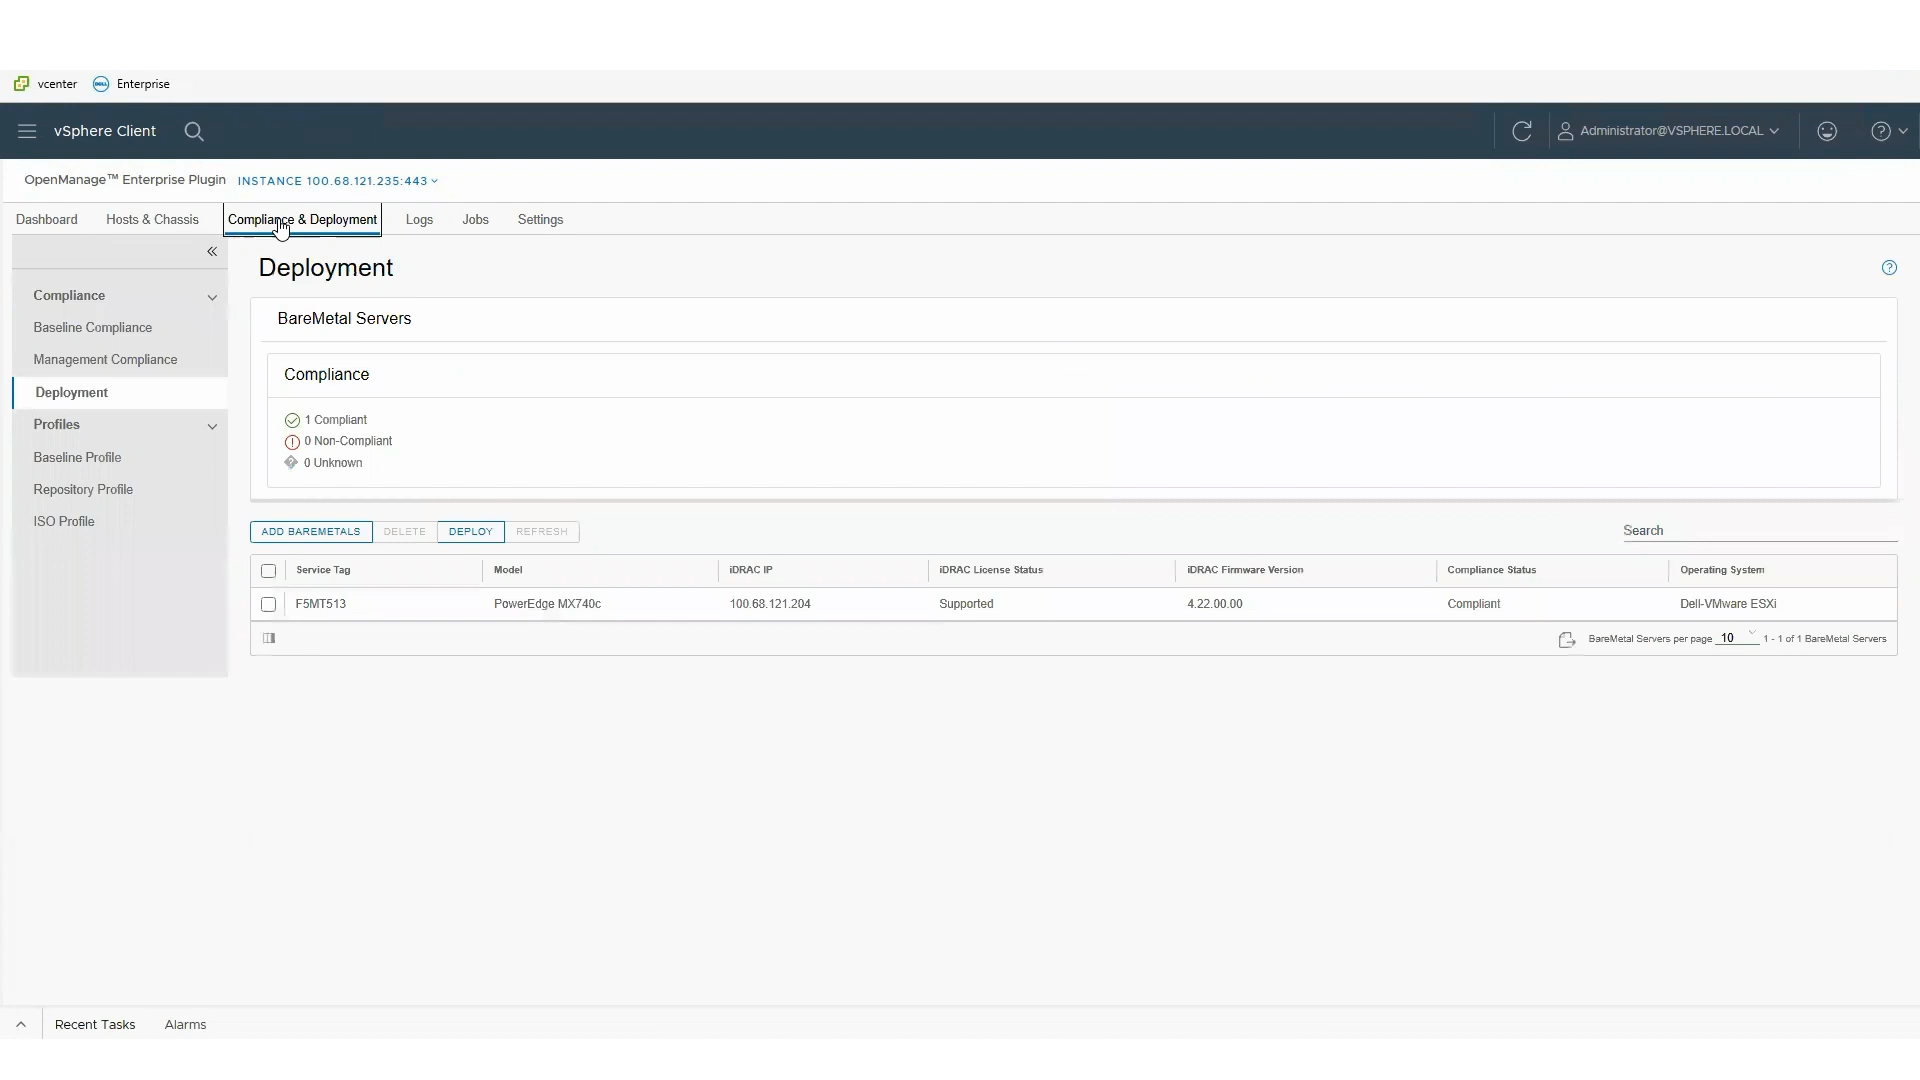 vcenter Enterprise
vSphere Client Administrator@VSPHERE.LOCAL
OpenManage™ Enterprise Plugin INSTANCE 100.68.121.235:443
Dashboard Hosts & Chassis Compliance & Deployment Logs Jobs Settings
Deployment
Compliance
Baseline Compliance
Management Compliance
Deployment
Profiles
Baseline Profile
Repository Profile
ISO Profile
BareMetal Servers
Compliance
1 Compliant
0 Non-Compliant
0 Unknown
ADD BAREMETALS DELETE DEPLOY REFRESH Search
Service Tag Model iDRAC IP iDRAC License Status iDRAC Firmware Version Compliance Status Operating System
F5MT513 PowerEdge MX740c 100.68.121.204 Supported 4.22.00.00 Compliant Dell-VMware ESXi
BareMetal Servers per page 10 1 - 1 of 1 BareMetal Servers
Recent Tasks Alarms